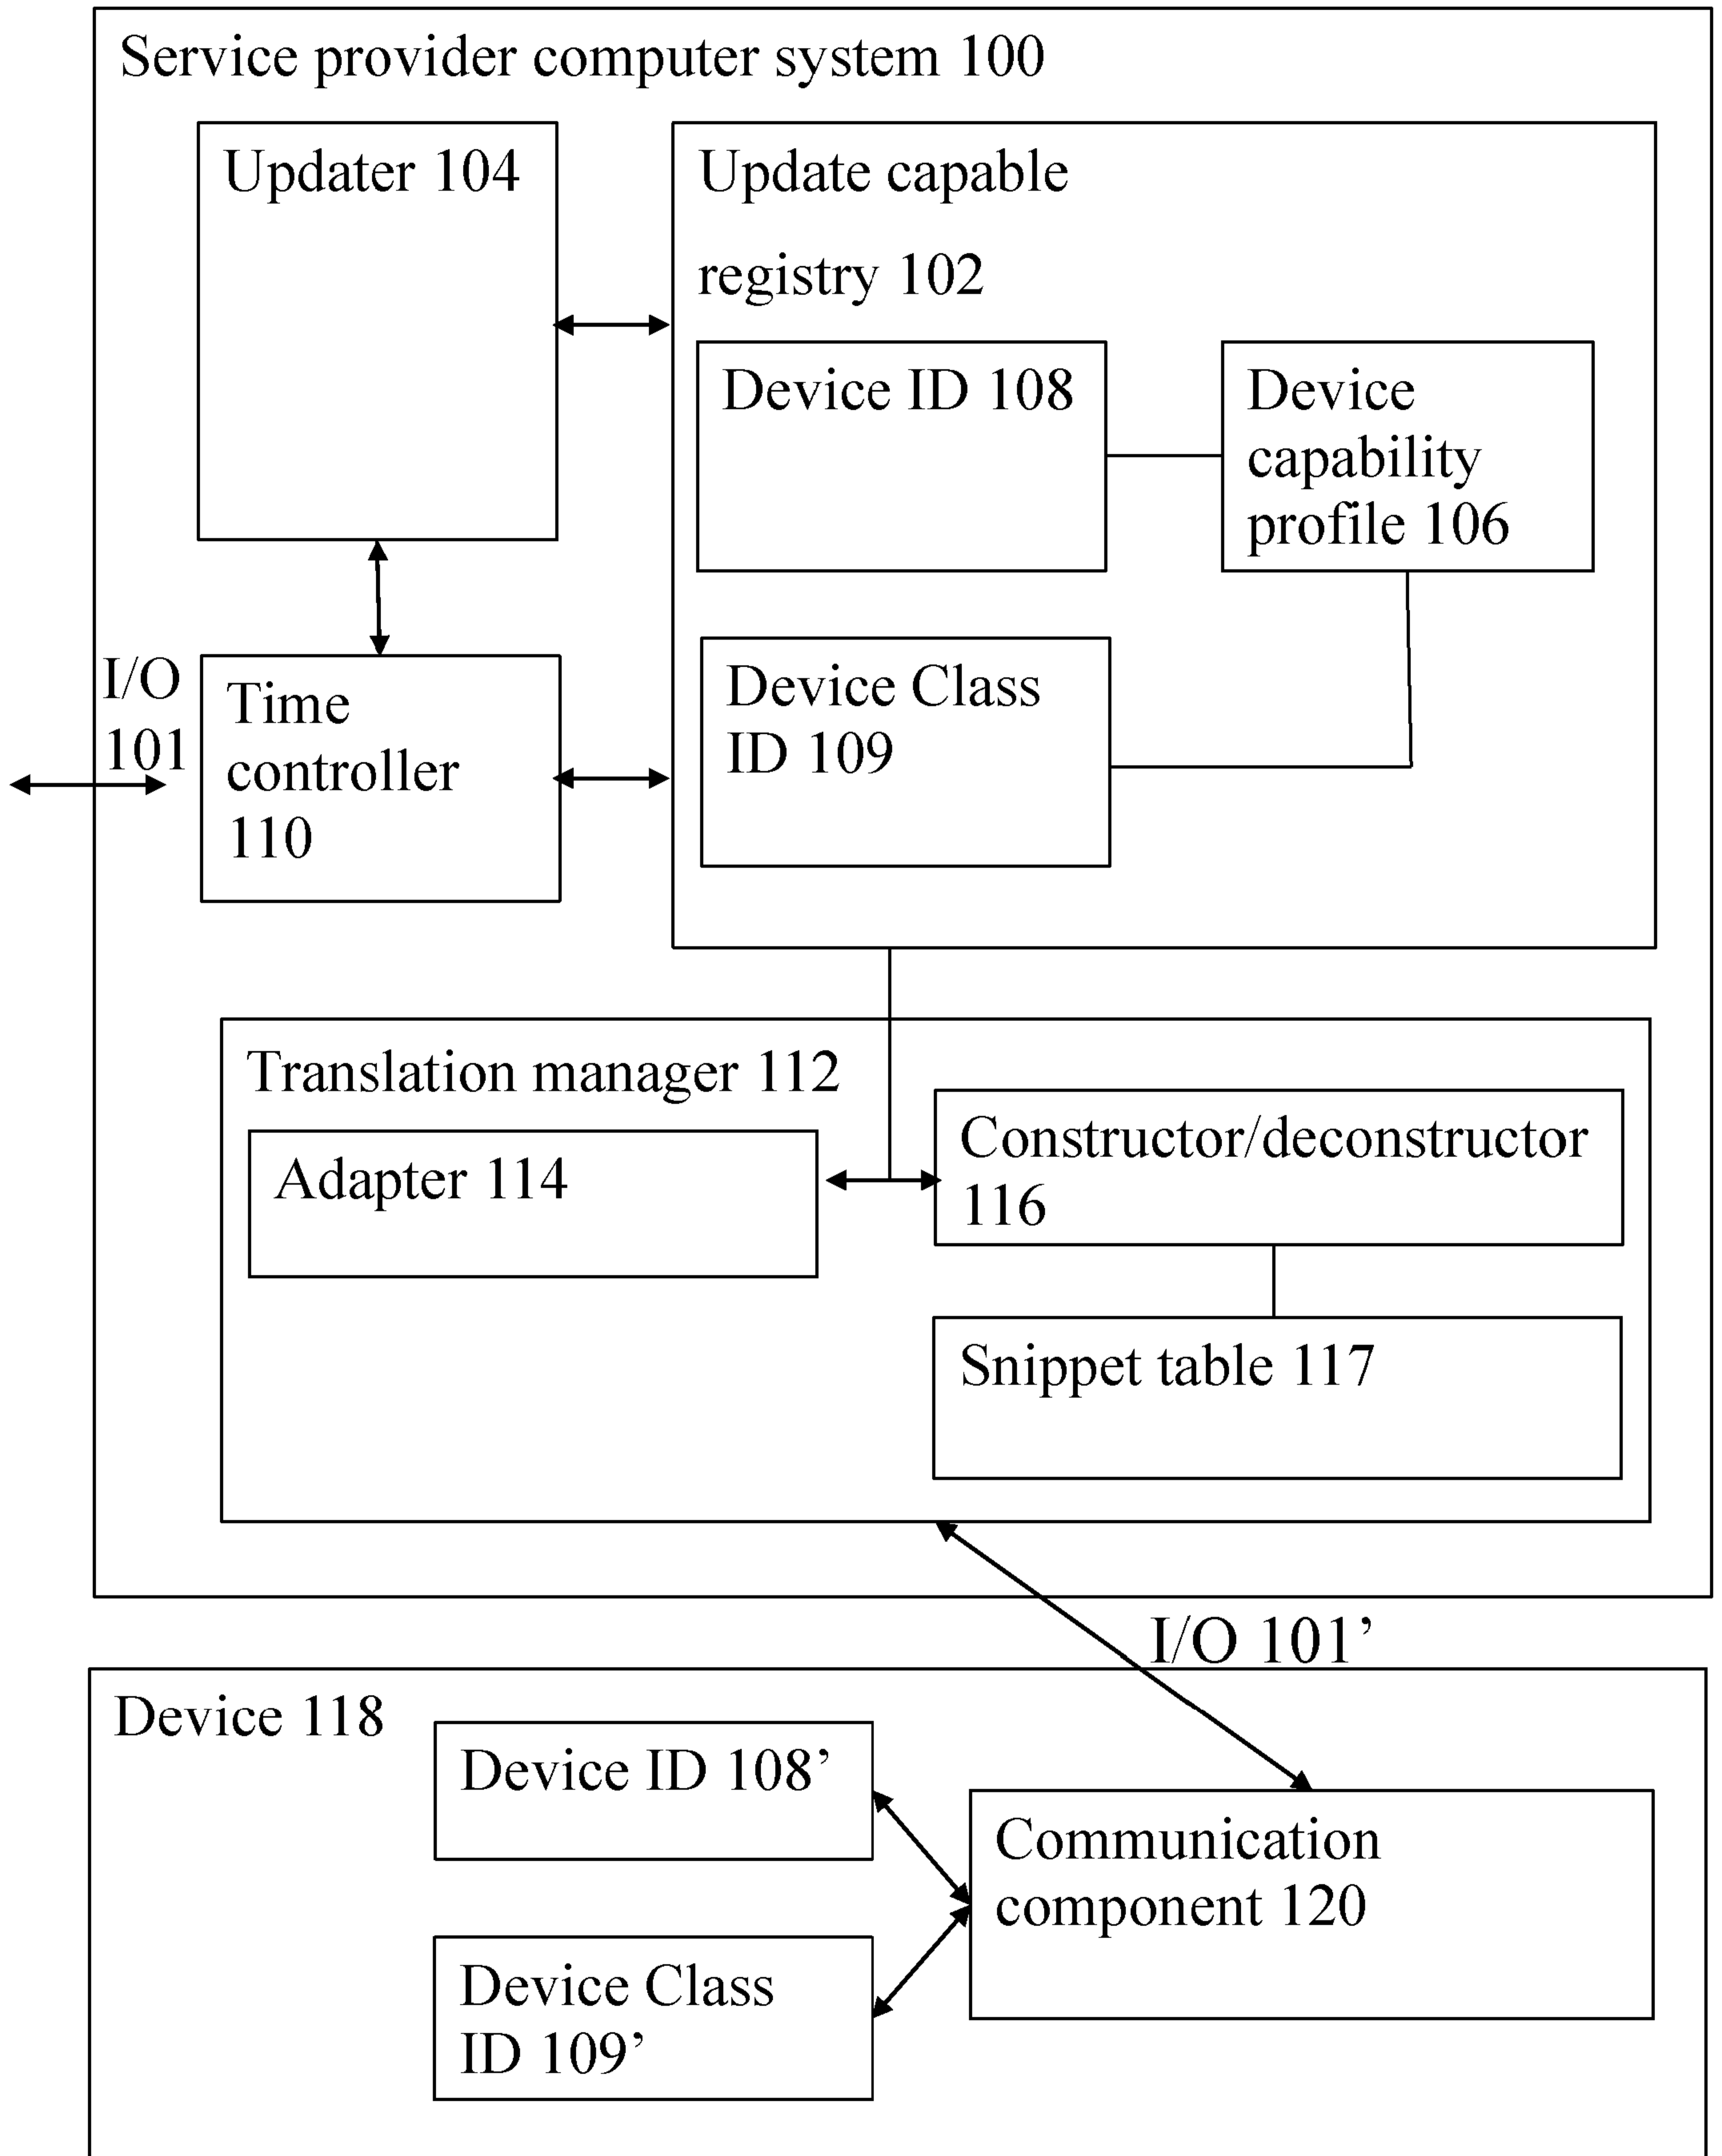 Service provider computer system 100
Updater 104
Update capable
registry 102
Device ID 108
Device
capability
profile 106
I/O
101
Time
controller
110
Device Class
ID 109
Translation manager 112
Adapter 114
Constructor/deconstructor
116
Snippet table 117
I/O 101’
Device 118
Device ID 108’
Communication
component 120
Device Class
ID 109’